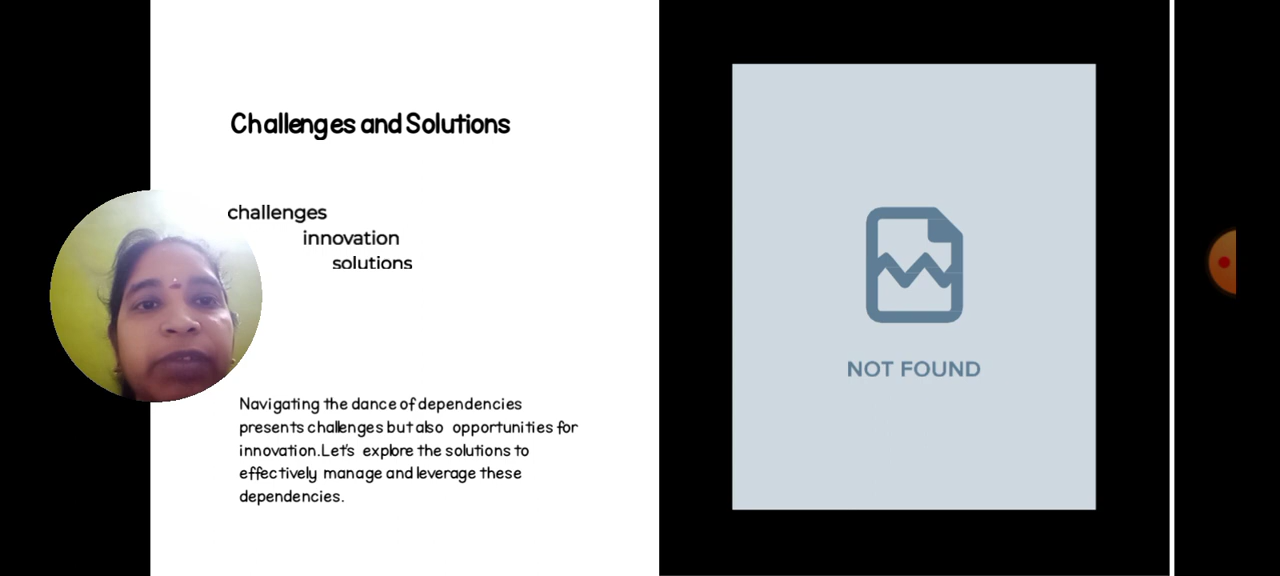 Challenges and Solutions
challenges
innovation
solutions
Navigating the dance of dependencies
presents challenges but also opportunities for
innovation.Let's explore the solutions to
effectively manage and leverage these
dependencies.
NOT FOUND